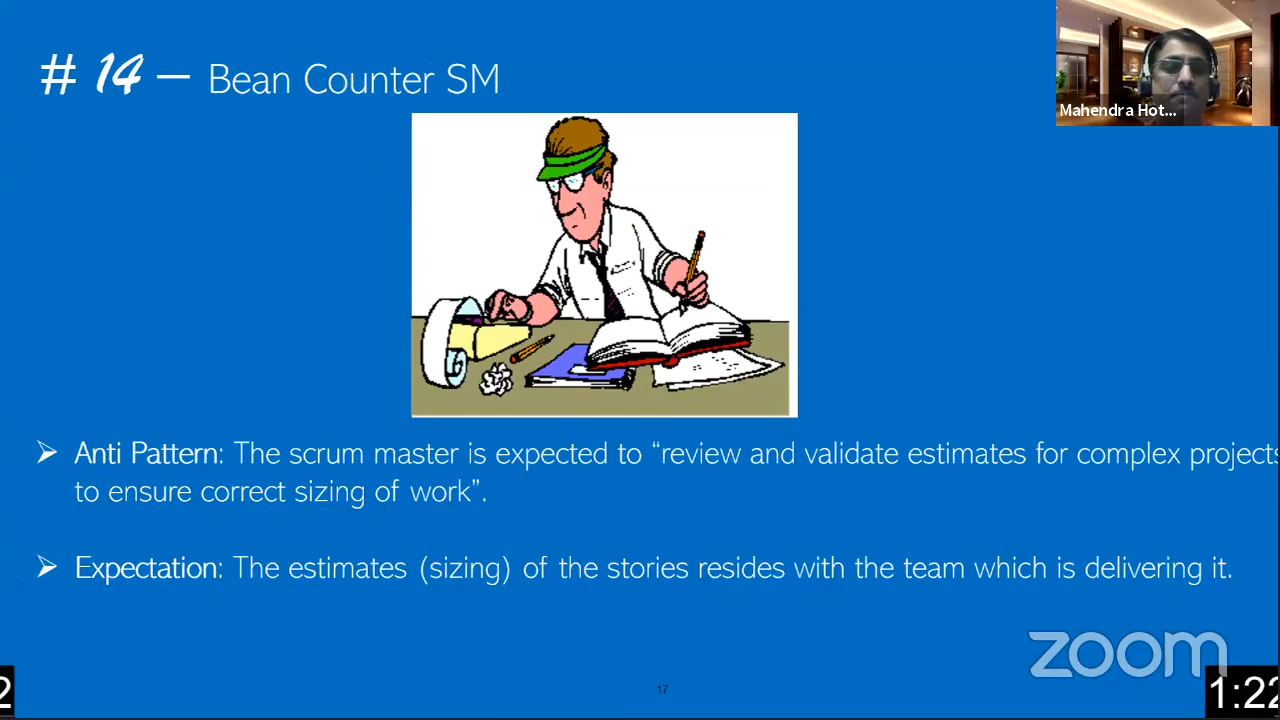 # 14 – Bean Counter SM
Mahendra Hot...
➢ Anti Pattern: The scrum master is expected to “review and validate estimates for complex projects
to ensure correct sizing of work”.
➢ Expectation: The estimates (sizing) of the stories resides with the team which is delivering it.
zoom
2
17
1:22